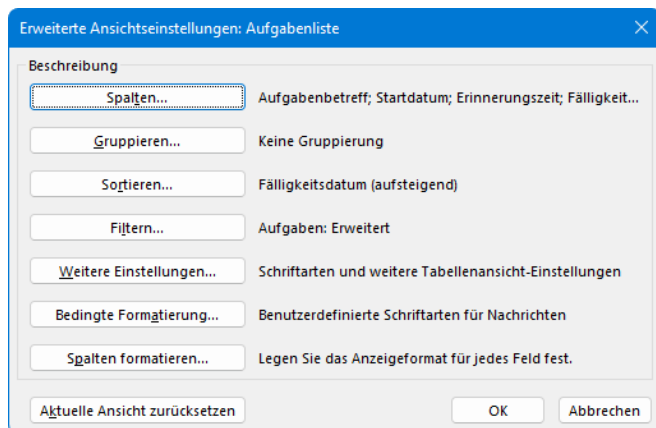 Erweiterte Ansichtseinstellungen: Aufgabenliste
Beschreibung
Spalten... Aufgabenbetreff; Startdatum; Erinnerungszeit; Fälligkeit...
Gruppieren... Keine Gruppierung
Sortieren... Fälligkeitsdatum (aufsteigend)
Filtern... Aufgaben: Erweitert
Weitere Einstellungen... Schriftarten und weitere Tabellenansicht-Einstellungen
Bedingte Formatierung... Benutzerdefinierte Schriftarten für Nachrichten
Spalten formatieren... Legen Sie das Anzeigeformat für jedes Feld fest.
Aktuelle Ansicht zurücksetzen OK Abbrechen